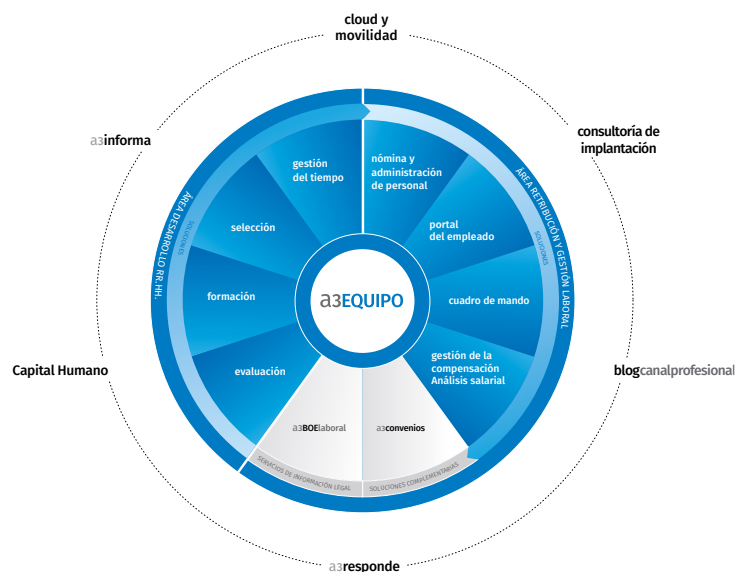 cloud y
movilidad
a3informa
consultoría de
implantación
ÁREA DESARROLLO RR.HH.
SOLUCIONES
ÁREA RETRIBUCIÓN Y GESTIÓN LABORAL
SOLUCIONES
gestión
del tiempo
nómina y
administración
de personal
selección
portal
del empleado
formación
a3EQUIPO
cuadro de mando
evaluación
gestión de la
compensación
Análisis salarial
Capital Humano
blogcanalprofesional
a3BOElaboral
a3convenios
SERVICIOS DE INFORMACIÓN LEGAL
SOLUCIONES COMPLEMENTARIAS
a3responde